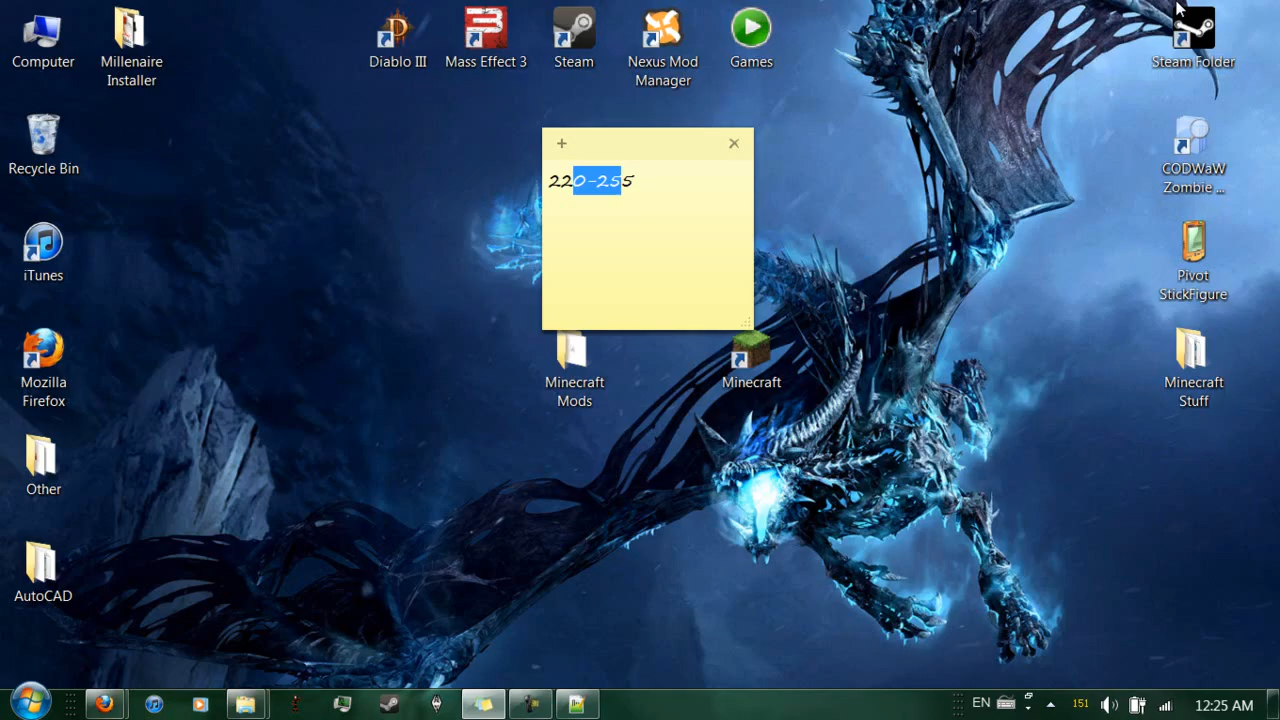 Computer
Millenaire
Installer
Diablo III
Mass Effect 3
Steam
Nexus Mod
Manager
Games
Steam Folder
220-255
Recycle Bin
CODWaW
Zombie ...
iTunes
Pivot
StickFigure
Mozilla
Firefox
Minecraft
Mods
Minecraft
Minecraft
Stuff
Other
AutoCAD
EN
151
12:25 AM